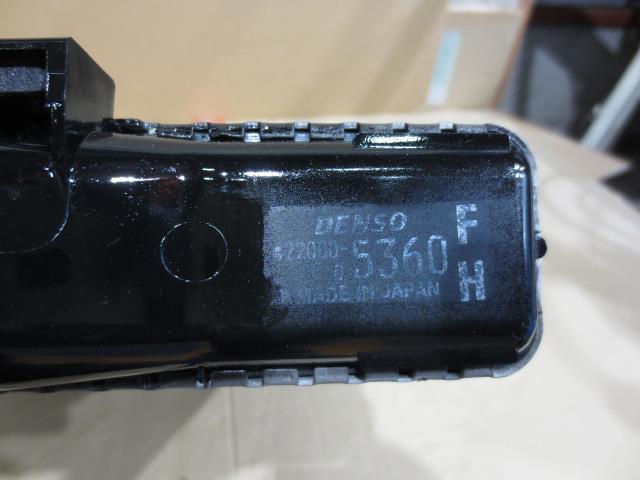 DENSO
422000-5360
MADE IN JAPAN
F
H